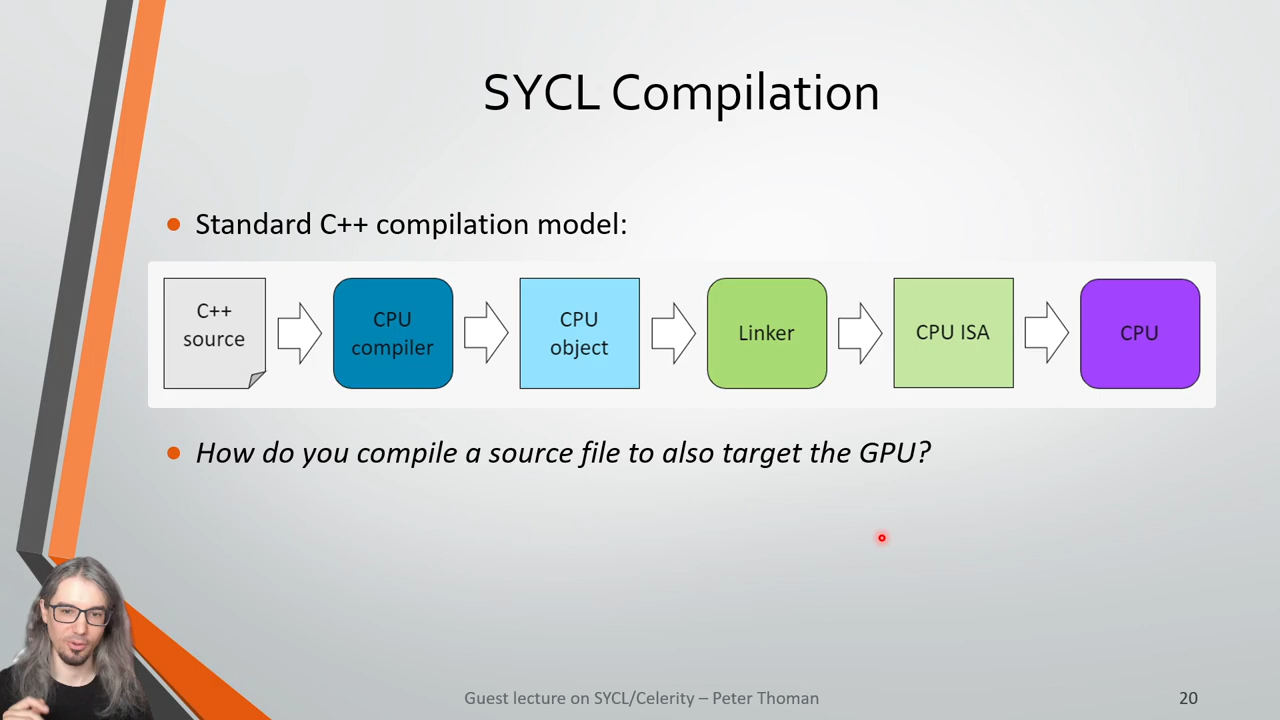 SYCL Compilation
Standard C++ compilation model:
C++
source
CPU
compiler
CPU
object
Linker
CPU ISA
CPU
How do you compile a source file to also target the GPU?
Guest lecture on SYCL/Celerity – Peter Thoman
20